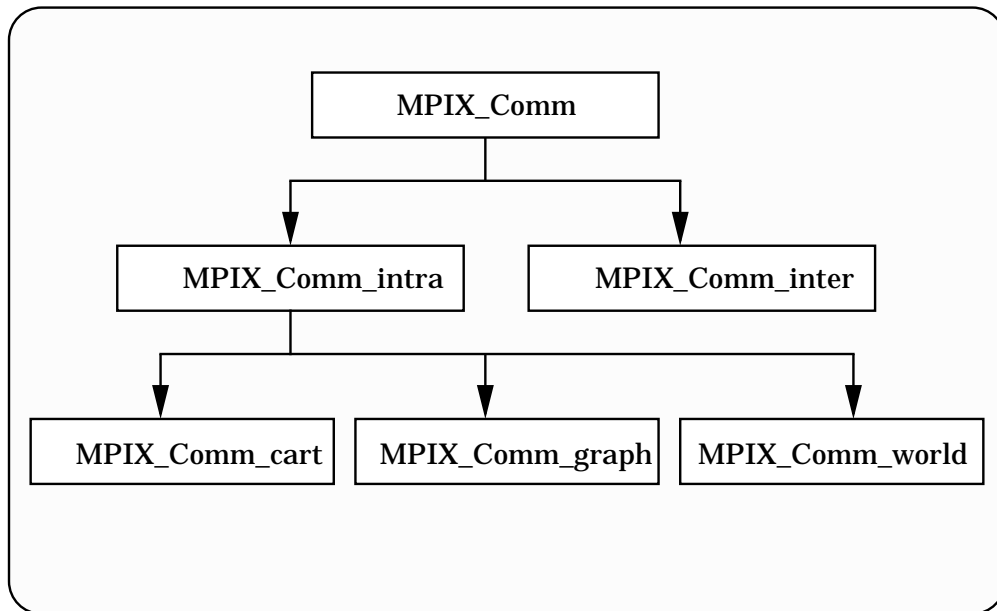 MPIX_Comm
MPIX_Comm_intra
MPIX_Comm_inter
MPIX_Comm_cart
MPIX_Comm_graph
MPIX_Comm_world